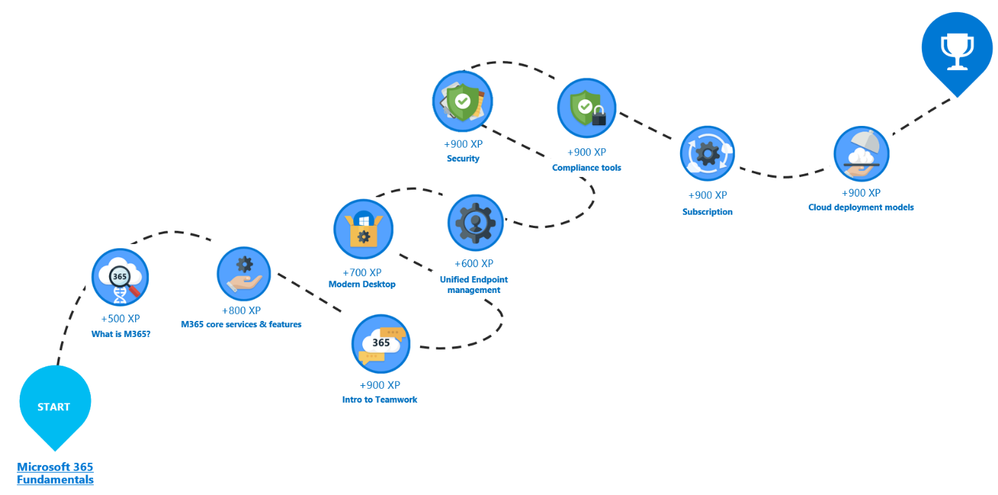 START
Microsoft 365
Fundamentals
365
+500 XP
What is M365?
+800 XP
M365 core services & features
365
+900 XP
Intro to Teamwork
+700 XP
Modern Desktop
+600 XP
Unified Endpoint
management
+900 XP
Security
+900 XP
Compliance tools
+900 XP
Subscription
+900 XP
Cloud deployment models